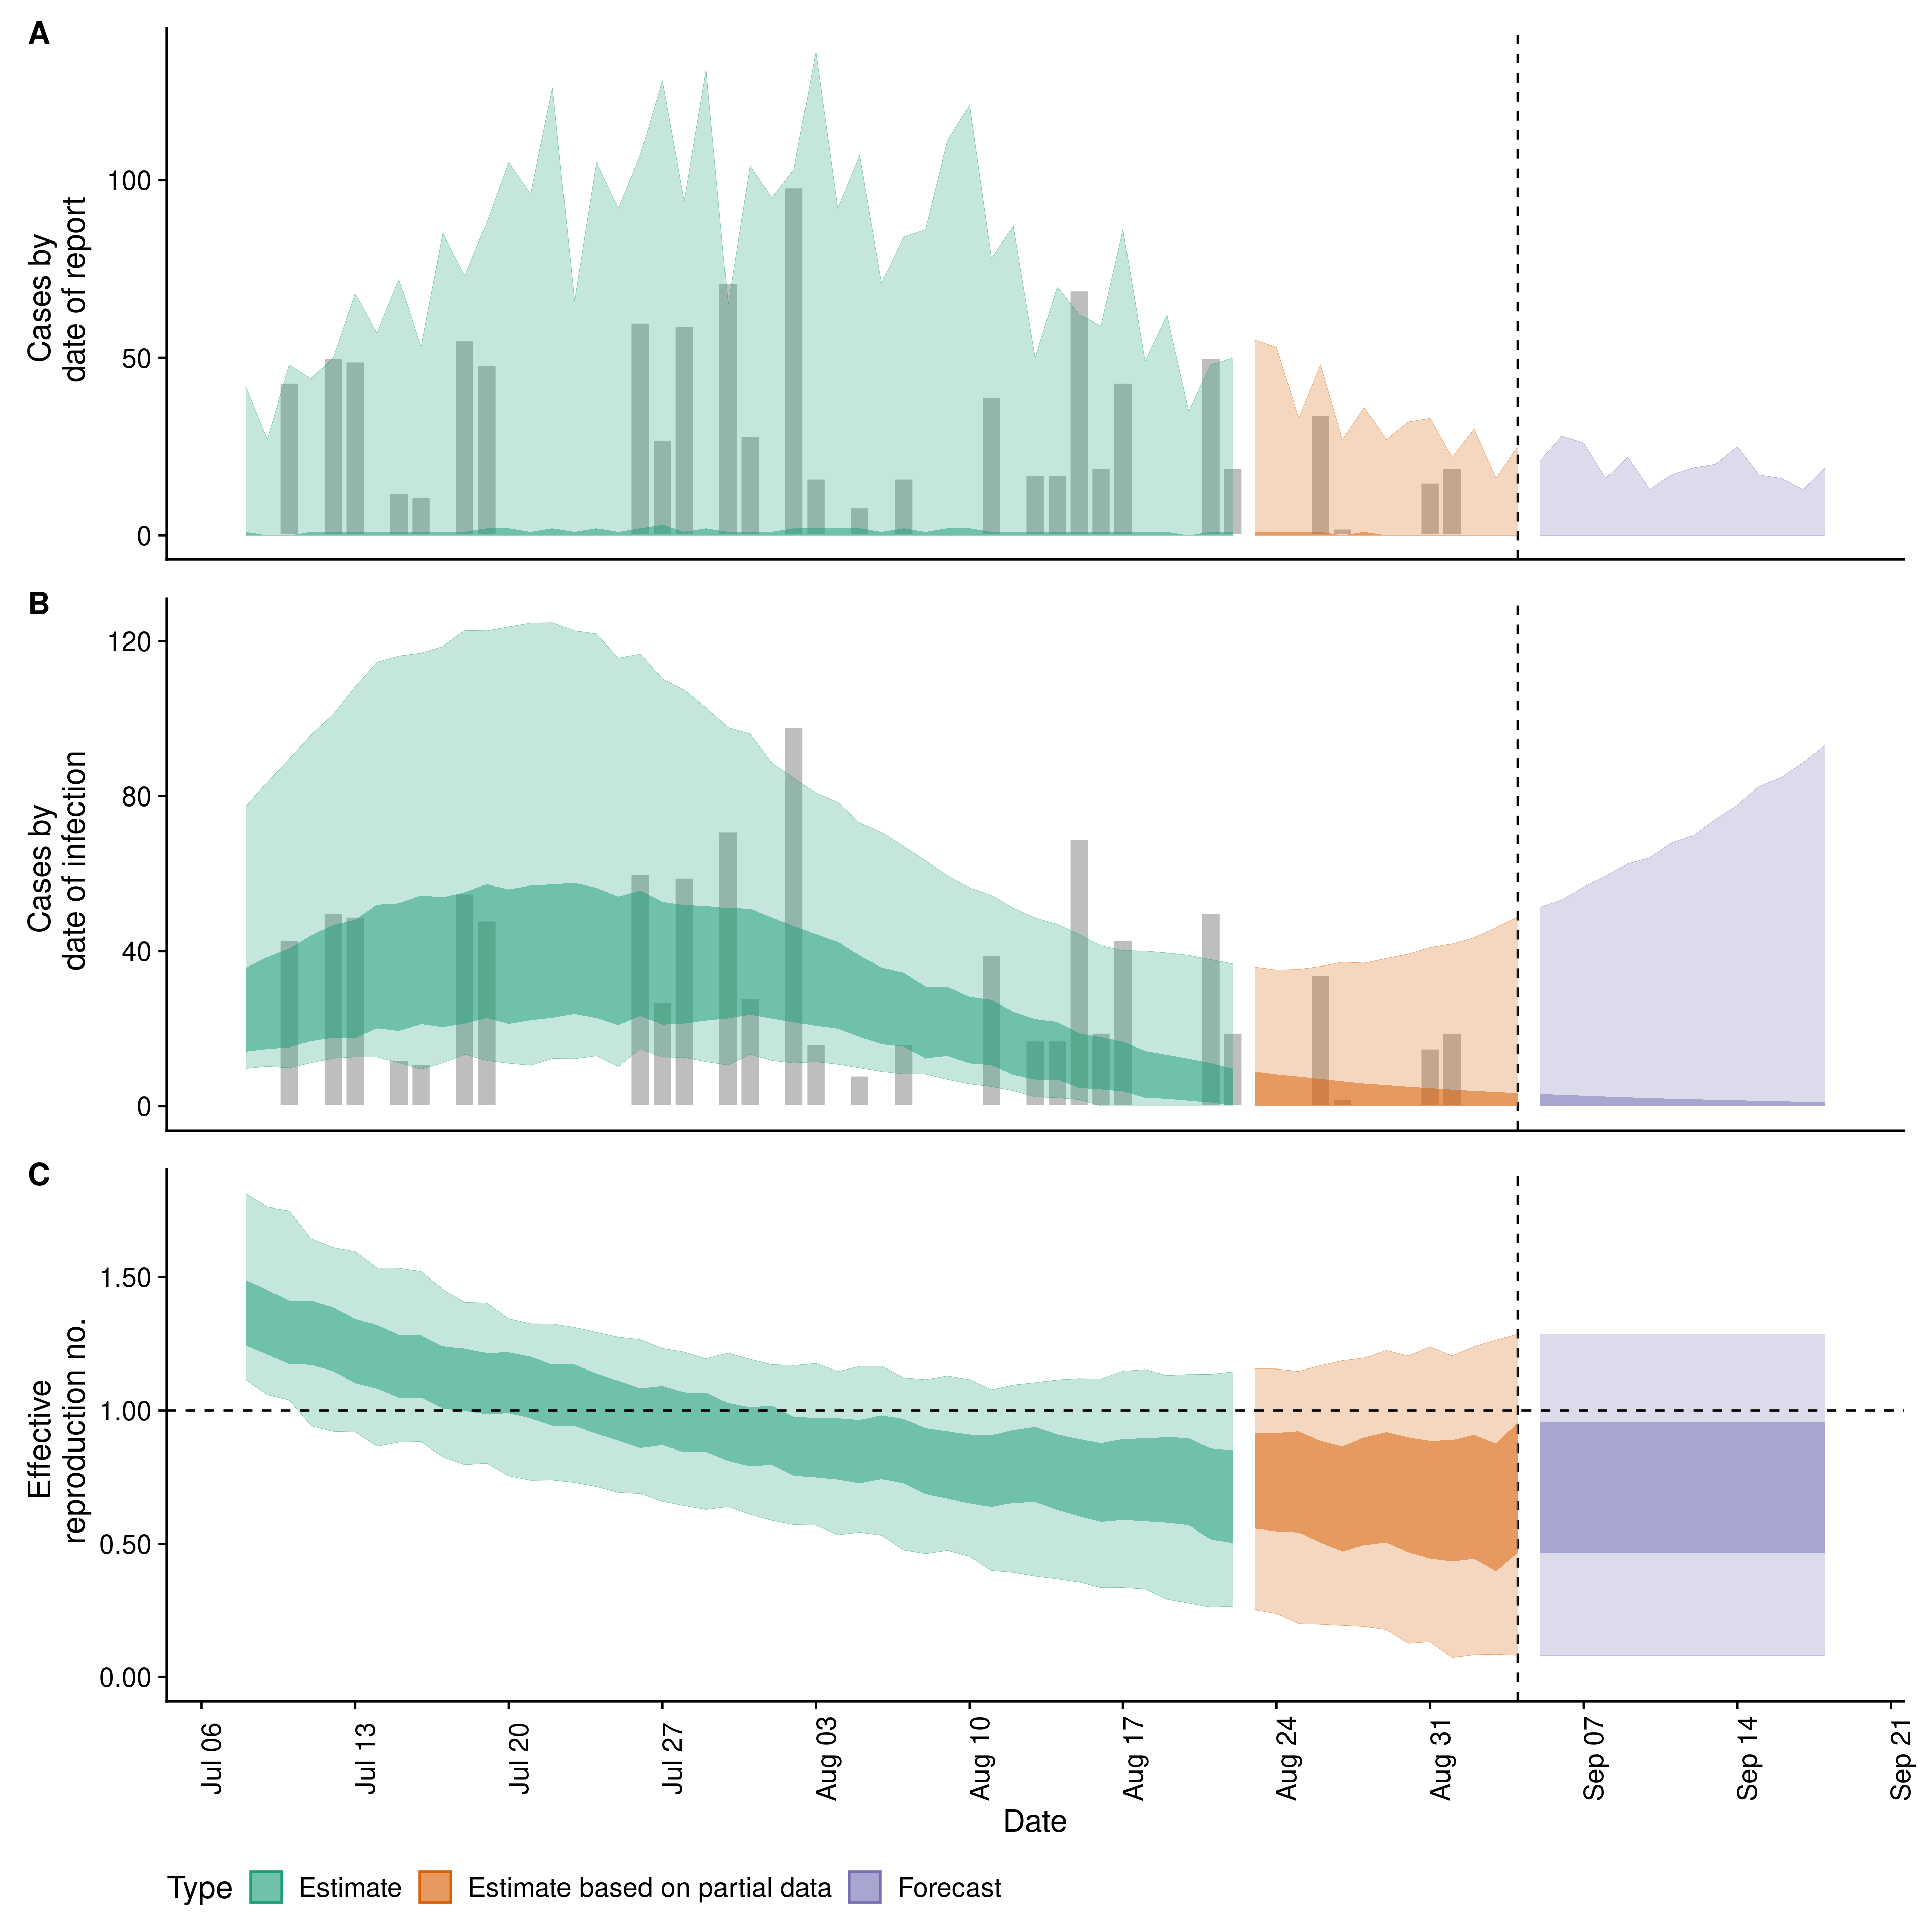 A
Cases by
date of report
100
50
0
B
Cases by
date of infection
120
80
40
0
C
Effective
reproduction no.
1.50
1.00
0.50
0.00
Jul 06
Jul 13
Jul 20
Jul 27
Aug 03
Aug 10
Aug 17
Aug 24
Aug 31
Sep 07
Sep 14
Sep 21
Date
Type Estimate Estimate based on partial data Forecast